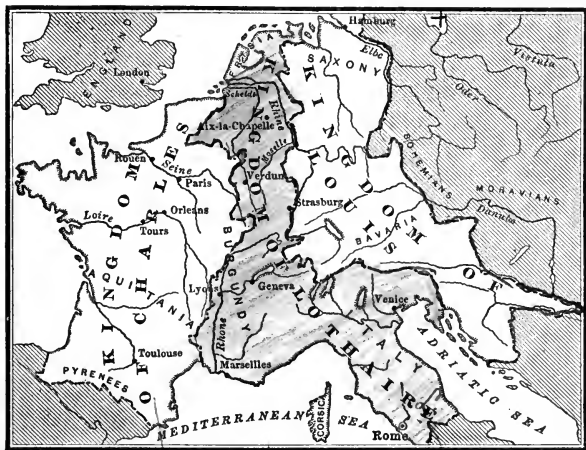 Hamburg
ENGLAND
London
FRISIA
SAXONY
Elbe
Oder
Vistula
Scheldt
Rhine
Aix-la-Chapelle
Moselle
Rouen
Seine
Paris
Verdun
Strasburg
BOHEMIANS
MORAVIANS
Danube
BAVARIA
Loire
Orleans
Tours
BURGUNDY
AQUITANIA
Lyons
Geneva
Venice
Rhone
ITALY
Toulouse
Marseilles
PYRENEES
ADRIATIC SEA
MEDITERRANEAN SEA
CORSICA
Rome
KINGDOM OF CHARLES
KINGDOM OF LOTHAIRE
KINGDOM OF LOUIS